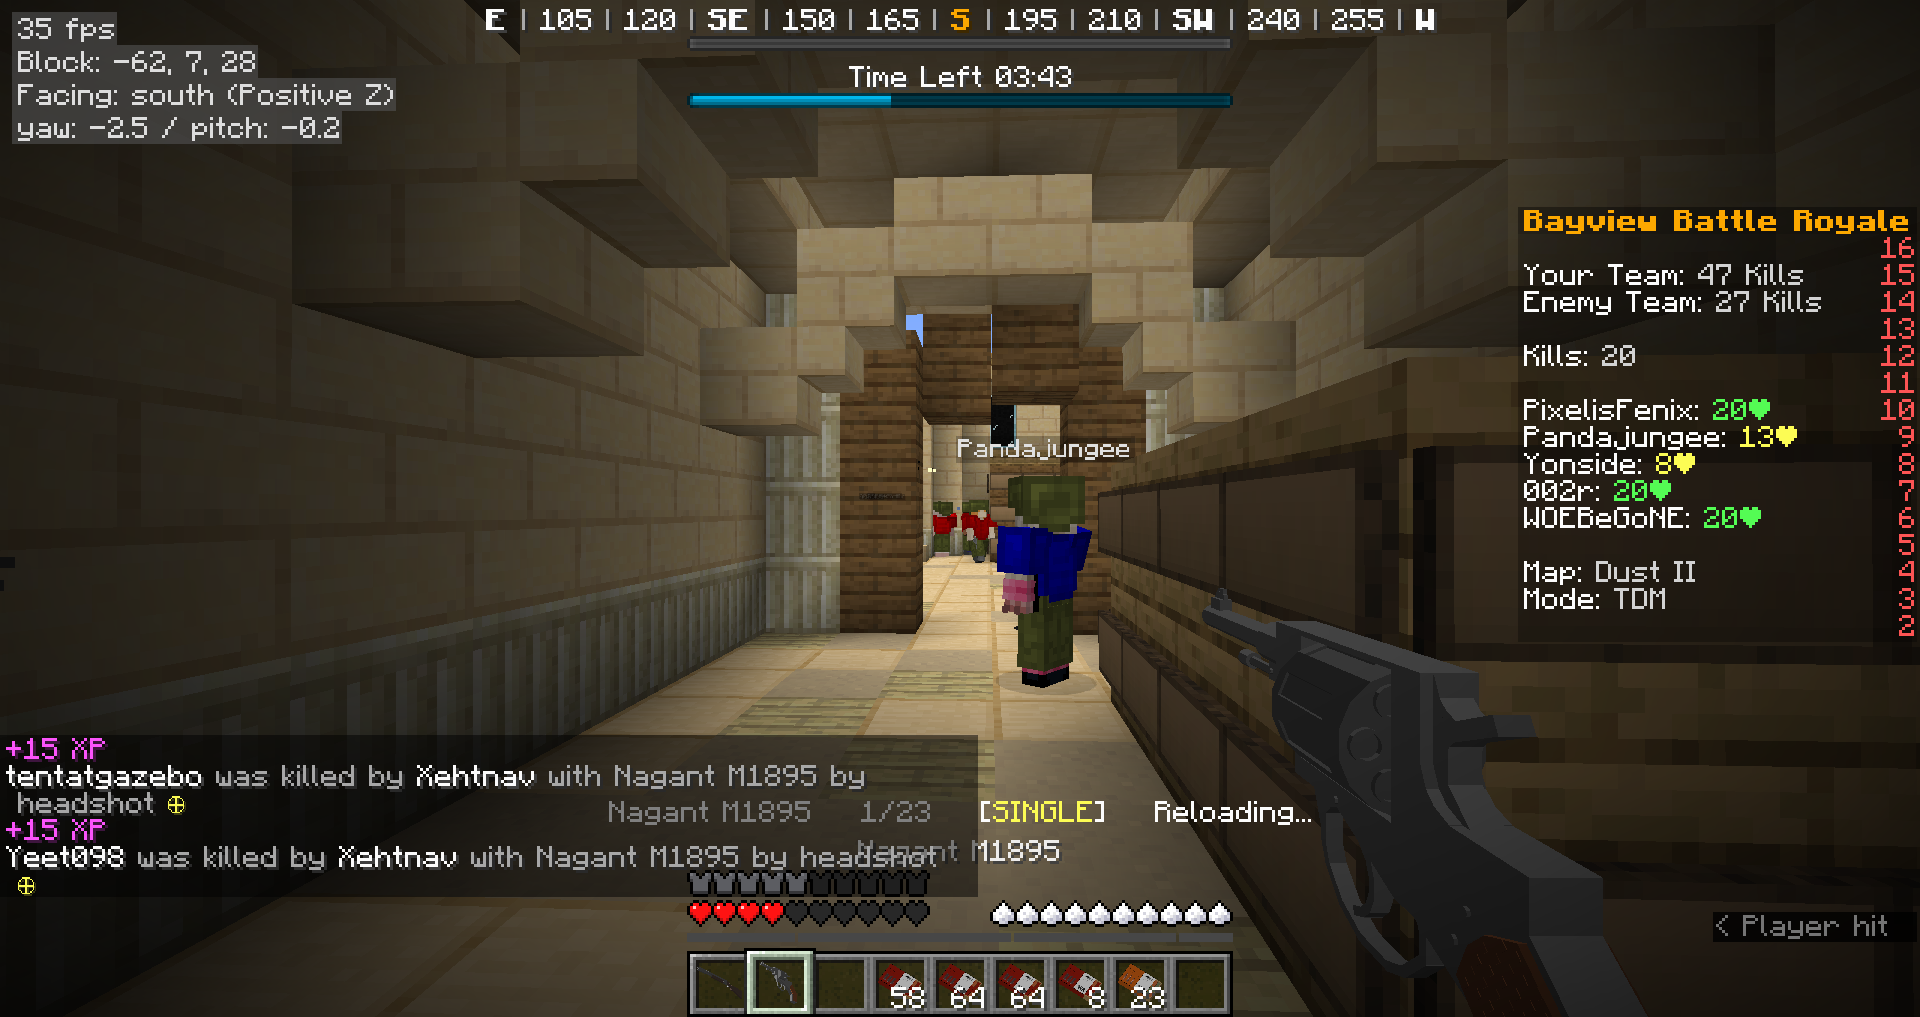 E | 105 | 120 | SE | 150 | 165 | S | 195 | 210 | SW | 240 | 255 | W
35 fps
Block: -62, 7, 28
Facing: south (Positive Z)
yaw: -2.5 / pitch: -0.2
Time Left 03:43
Bayview Battle Royale
16
Your Team: 47 Kills 15
Enemy Team: 27 Kills 14
13
Kills: 20 12
11
PixelisFenix: 20♥ 10
Pandajungee: 13♥ 9
Yonside: 8♥ 8
002r: 20♥ 7
WOEBeGoNE: 20♥ 6
5
Map: Dust II 4
Mode: TDM 3
2
Pandajungee
+15 XP
tentatgazebo was killed by Xehtnav with Nagant M1895 by
headshot ⊕
+15 XP
Yeet098 was killed by Xehtnav with Nagant M1895 by headshot
⊕
Nagant M1895 1/23 [SINGLE] Reloading...
Nagant M1895
< Player hit
58 64 64 8 23